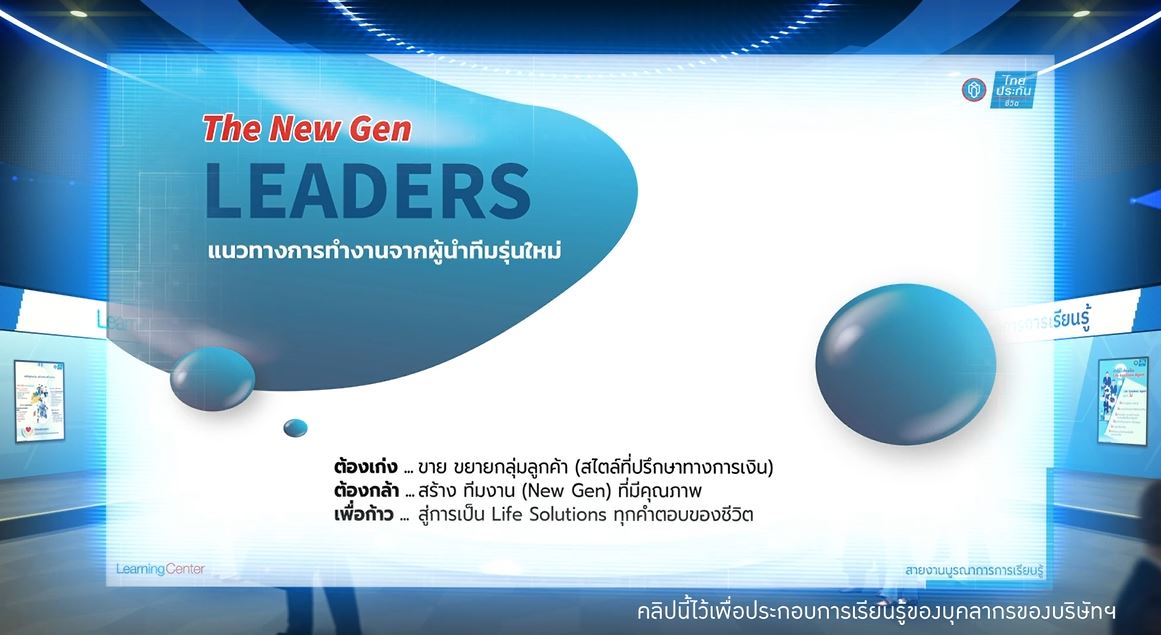 ไทย
ประกัน
ชีวิต
The New Gen
LEADERS
แนวทางการทำงานจากผู้นำทีมรุ่นใหม่
Learn
การเรียนรู้
ต้องเก่ง ... ขาย ขยายกลุ่มลูกค้า (สไตล์ที่ปรึกษาทางการเงิน)
ต้องกล้า ... สร้าง ทีมงาน (New Gen) ที่มีคุณภาพ
เพื่อก้าว ... สู่การเป็น Life Solutions ทุกคำตอบของชีวิต
LearningCenter
สายงานบูรณาการการเรียนรู้
คลิปนี้ไว้เพื่อประกอบการเรียนรู้ของบุคลากรของบริษัทฯ